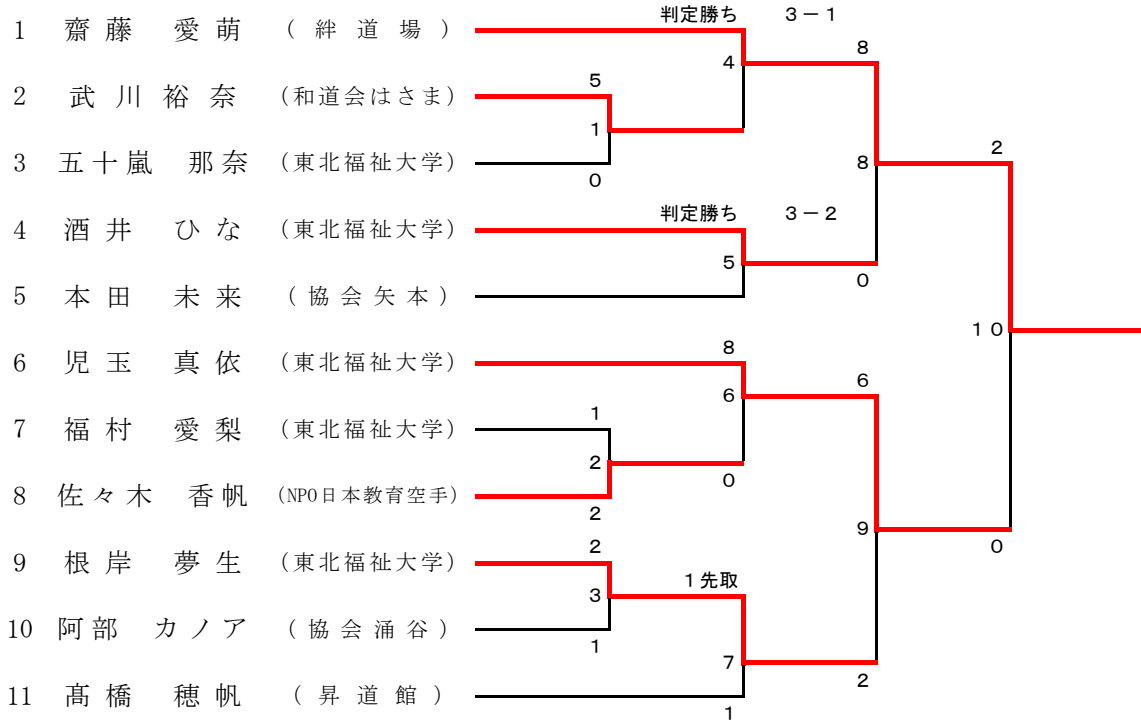 判定勝ち 3－1
1 齋藤 愛萌 (絆道場)
8
4
5
2 武川裕奈 (和道会はさま)
1
2
3 五十嵐 那奈 (東北福祉大学)
8
0
判定勝ち 3－2
4 酒井 ひな (東北福祉大学)
5
0
5 本田 未来 (協会矢本)
10
8
6 児玉 真依 (東北福祉大学)
6
6
1
7 福村 愛梨 (東北福祉大学)
2
0
8 佐々木 香帆 (NPO日本教育空手)
2
9
2
0
9 根岸 夢生 (東北福祉大学)
1先取
3
10 阿部 カノア (協会涌谷)
1
7
2
11 髙橋 穂帆 (昇道館)
1